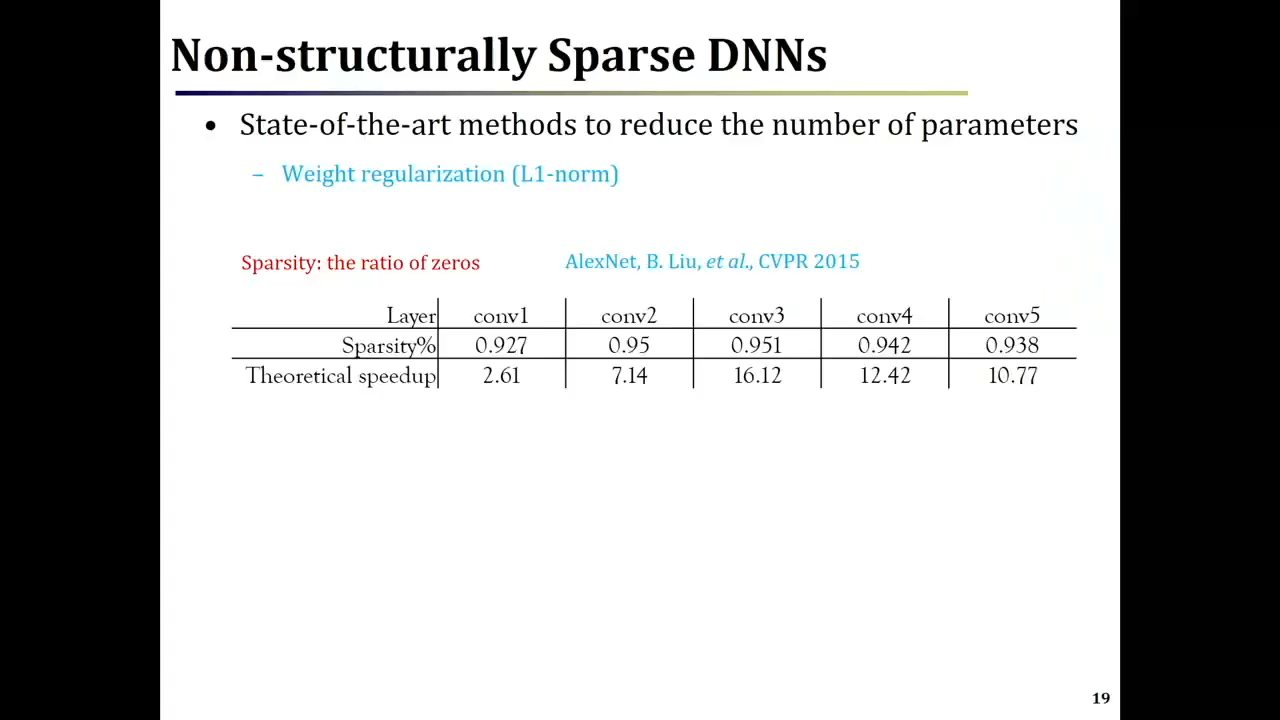 Non-structurally Sparse DNNs
• State-of-the-art methods to reduce the number of parameters
– Weight regularization (L1-norm)
Sparsity: the ratio of zeros AlexNet, B. Liu, et al., CVPR 2015
Layer conv1 conv2 conv3 conv4 conv5
Sparsity% 0.927 0.95 0.951 0.942 0.938
Theoretical speedup 2.61 7.14 16.12 12.42 10.77
19